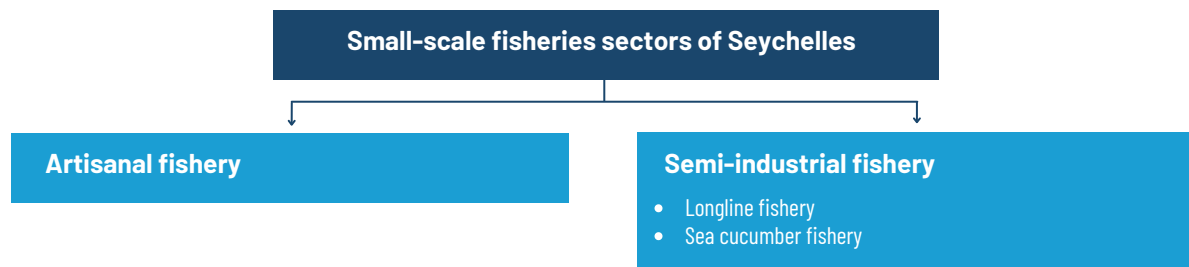 Small-scale fisheries sectors of Seychelles
Artisanal fishery
Semi-industrial fishery
• Longline fishery
• Sea cucumber fishery